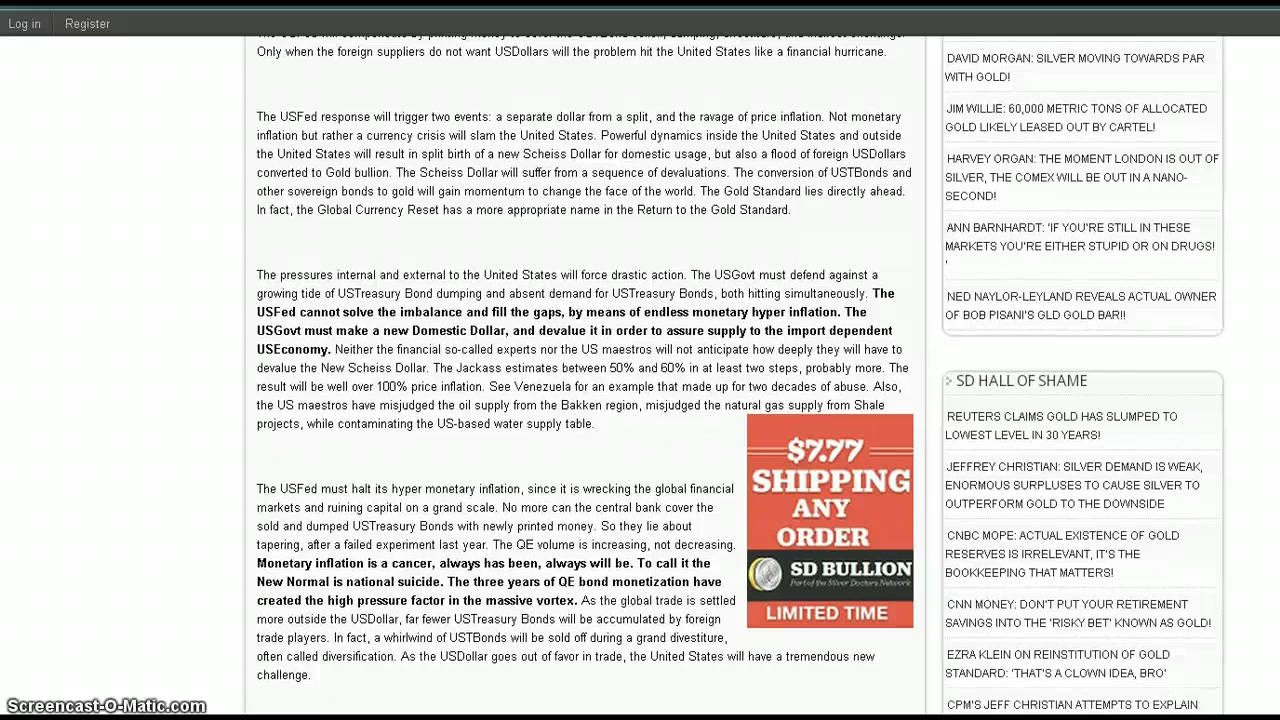 Log in
Register
Only when the foreign suppliers do not want USDollars will the problem hit the United States like a financial hurricane.
The USFed response will trigger two events: a separate dollar from a split, and the ravage of price inflation. Not monetary
inflation but rather a currency crisis will slam the United States. Powerful dynamics inside the United States and outside
the United States will result in split birth of a new Scheiss Dollar for domestic usage, but also a flood of foreign USDollars
converted to Gold bullion. The Scheiss Dollar will suffer from a sequence of devaluations. The conversion of USTBonds and
other sovereign bonds to gold will gain momentum to change the face of the world. The Gold Standard lies directly ahead.
In fact, the Global Currency Reset has a more appropriate name in the Return to the Gold Standard.
The pressures internal and external to the United States will force drastic action. The USGovt must defend against a
growing tide of USTreasury Bond dumping and absent demand for USTreasury Bonds, both hitting simultaneously. The
USFed cannot solve the imbalance and fill the gaps, by means of endless monetary hyper inflation. The
USGovt must make a new Domestic Dollar, and devalue it in order to assure supply to the import dependent
USEconomy. Neither the financial so-called experts nor the US maestros will not anticipate how deeply they will have to
devalue the New Scheiss Dollar. The Jackass estimates between 50% and 60% in at least two steps, probably more. The
result will be well over 100% price inflation. See Venezuela for an example that made up for two decades of abuse. Also,
the US maestros have misjudged the oil supply from the Bakken region, misjudged the natural gas supply from Shale
projects, while contaminating the US-based water supply table.
The USFed must halt its hyper monetary inflation, since it is wrecking the global financial
markets and ruining capital on a grand scale. No more can the central bank cover the
sold and dumped USTreasury Bonds with newly printed money. So they lie about
tapering, after a failed experiment last year. The QE volume is increasing, not decreasing.
Monetary inflation is a cancer, always has been, always will be. To call it the
New Normal is national suicide. The three years of QE bond monetization have
created the high pressure factor in the massive vortex. As the global trade is settled
more outside the USDollar, far fewer USTreasury Bonds will be accumulated by foreign
trade players. In fact, a whirlwind of USTBonds will be sold off during a grand divestiture,
often called diversification. As the USDollar goes out of favor in trade, the United States will have a tremendous new
challenge.
$7.77
SHIPPING
ANY
ORDER
SD BULLION
Part of the Silver Doctors Network
LIMITED TIME
DAVID MORGAN: SILVER MOVING TOWARDS PAR
WITH GOLD!
JIM WILLIE: 60,000 METRIC TONS OF ALLOCATED
GOLD LIKELY LEASED OUT BY CARTEL!
HARVEY ORGAN: THE MOMENT LONDON IS OUT OF
SILVER, THE COMEX WILL BE OUT IN A NANO-
SECOND!
ANN BARNHARDT: 'IF YOU'RE STILL IN THESE
MARKETS YOU'RE EITHER STUPID OR ON DRUGS!
'
NED NAYLOR-LEYLAND REVEALS ACTUAL OWNER
OF BOB PISANI'S GLD GOLD BAR!!
SD HALL OF SHAME
REUTERS CLAIMS GOLD HAS SLUMPED TO
LOWEST LEVEL IN 30 YEARS!
JEFFREY CHRISTIAN: SILVER DEMAND IS WEAK,
ENORMOUS SURPLUSES TO CAUSE SILVER TO
OUTPERFORM GOLD TO THE DOWNSIDE
CNBC MOPE: ACTUAL EXISTENCE OF GOLD
RESERVES IS IRRELEVANT, IT'S THE
BOOKKEEPING THAT MATTERS!
CNN MONEY: DON'T PUT YOUR RETIREMENT
SAVINGS INTO THE 'RISKY BET' KNOWN AS GOLD!
EZRA KLEIN ON REINSTITUTION OF GOLD
STANDARD: 'THAT'S A CLOWN IDEA, BRO'
CPM'S JEFF CHRISTIAN ATTEMPTS TO EXPLAIN
Screencast-O-Matic.com